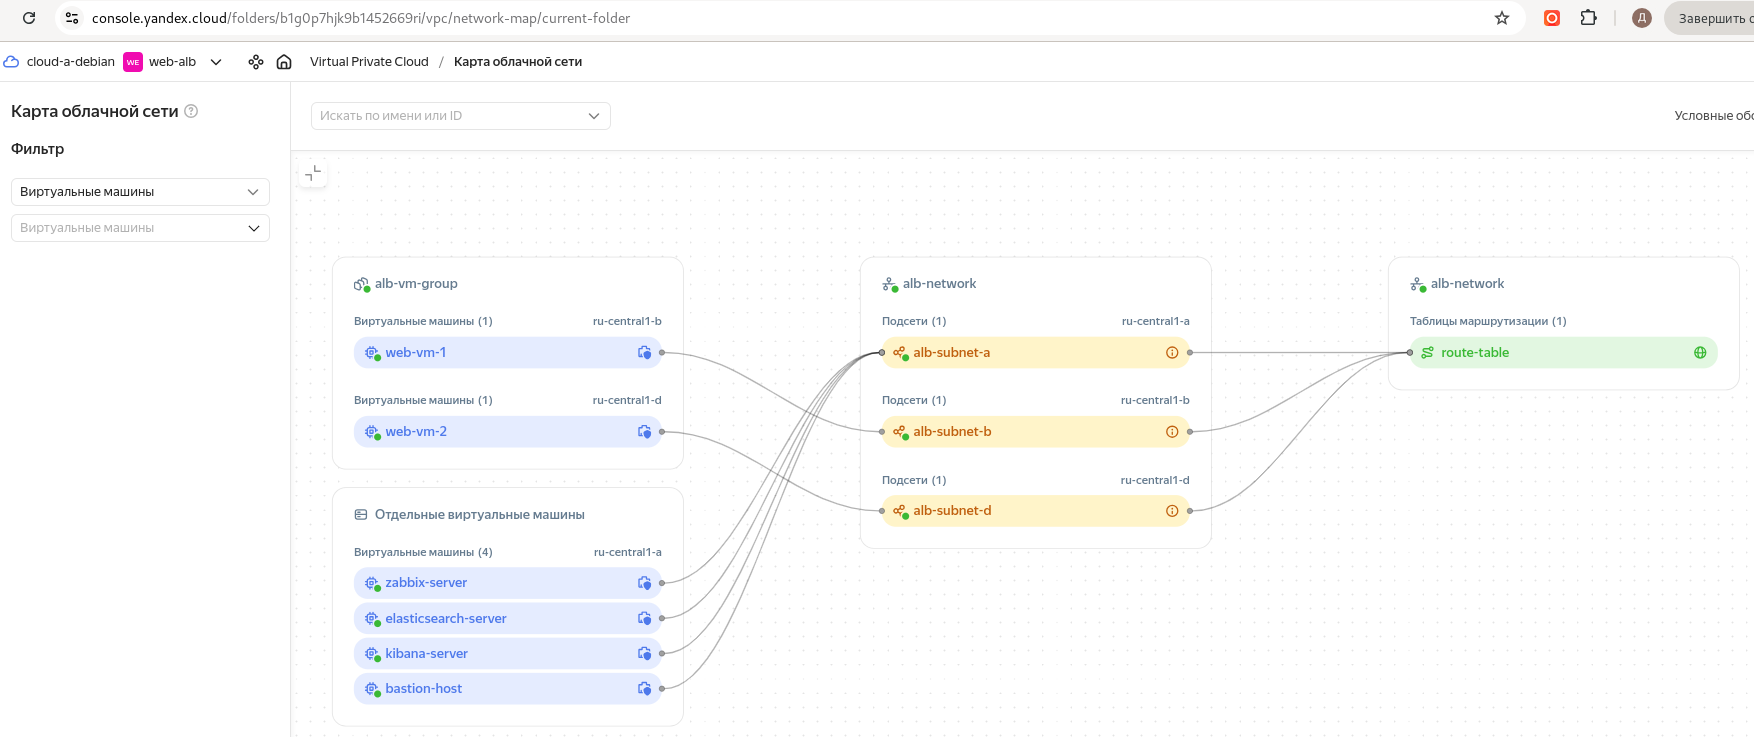 console.yandex.cloud/folders/b1g0p7hjk9b1452669ri/vpc/network-map/current-folder
Д
Завершить с
cloud-a-debian
WE
web-alb
Virtual Private Cloud / Карта облачной сети
Карта облачной сети
Фильтр
Виртуальные машины
Виртуальные машины
Искать по имени или ID
Условные обо
alb-vm-group
Виртуальные машины (1) ru-central1-b
web-vm-1
Виртуальные машины (1) ru-central1-d
web-vm-2
Отдельные виртуальные машины
Виртуальные машины (4) ru-central1-a
zabbix-server
elasticsearch-server
kibana-server
bastion-host
alb-network
Подсети (1) ru-central1-a
alb-subnet-a
Подсети (1) ru-central1-b
alb-subnet-b
Подсети (1) ru-central1-d
alb-subnet-d
alb-network
Таблицы маршрутизации (1)
route-table